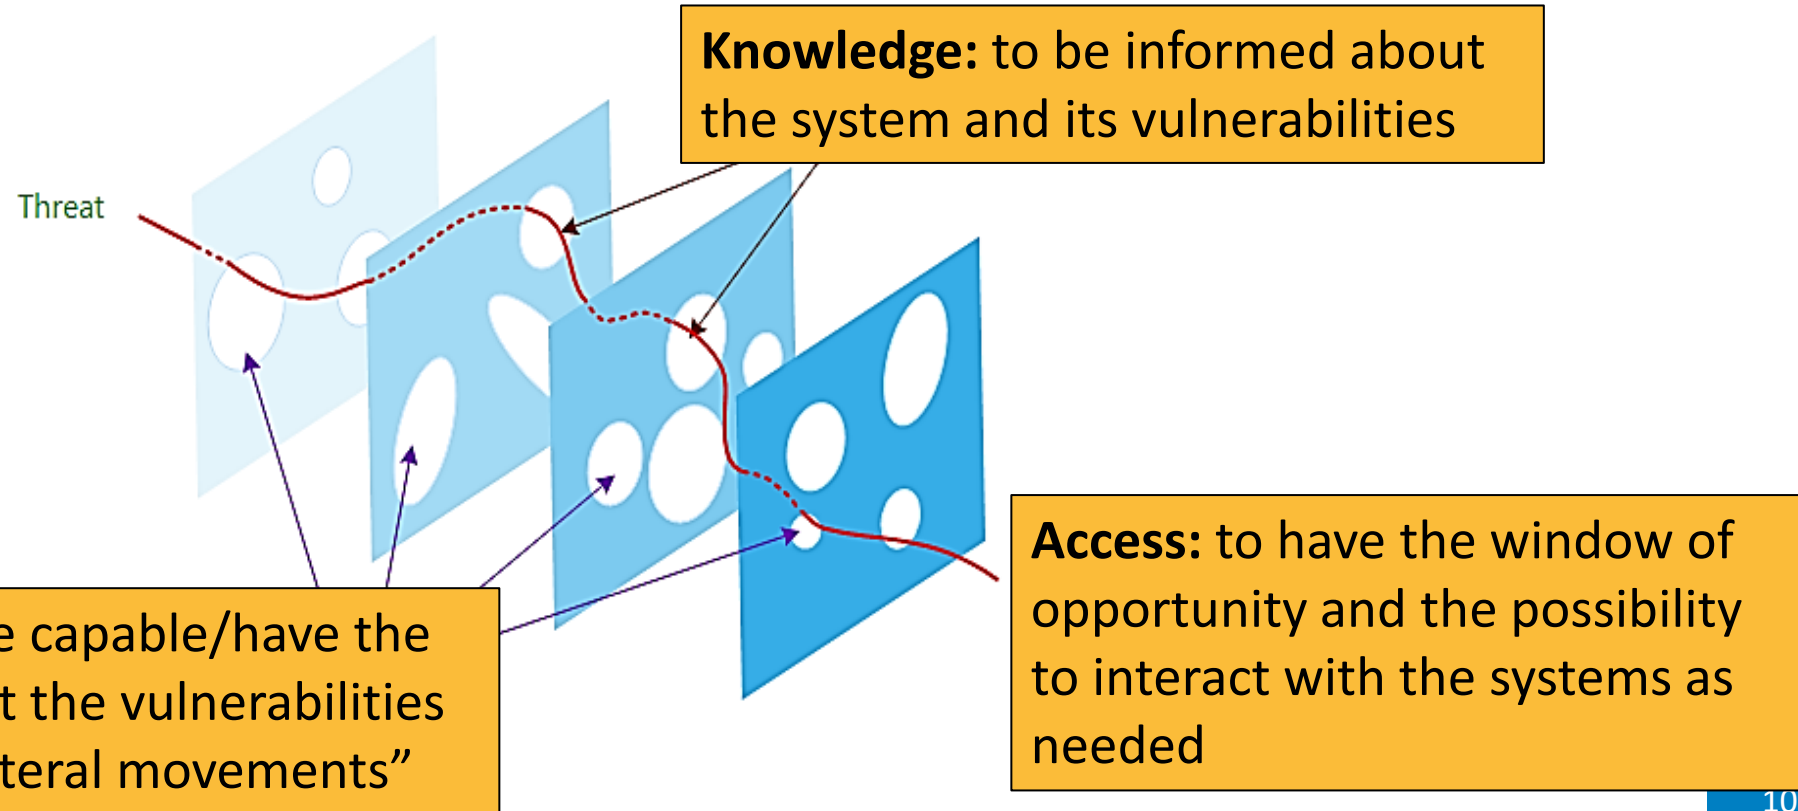 Knowledge: to be informed about
the system and its vulnerabilities
Threat
Access: to have the window of
opportunity and the possibility
to interact with the systems as
needed
capable/have the
the vulnerabilities
movements”
10